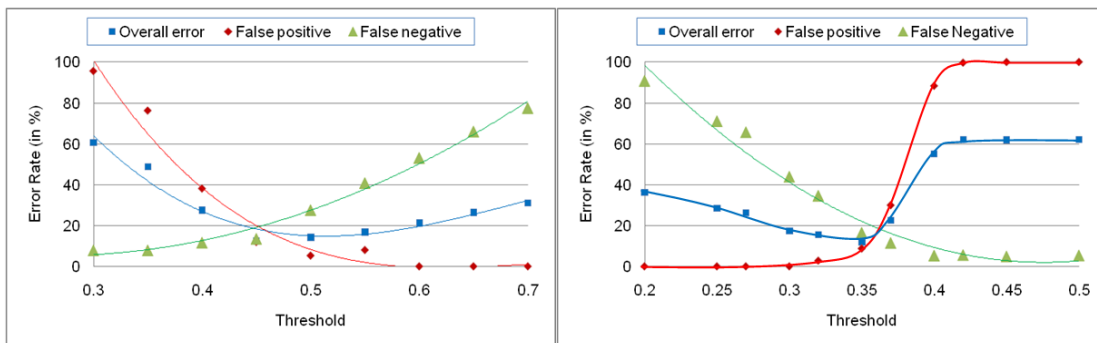 Overall error False positive False negative
Error Rate (in %)
100
80
60
40
20
0
0.3 0.4 0.5 0.6 0.7
Threshold
Overall error False positive False Negative
Error Rate (in %)
100
80
60
40
20
0
0.2 0.25 0.3 0.35 0.4 0.45 0.5
Threshold